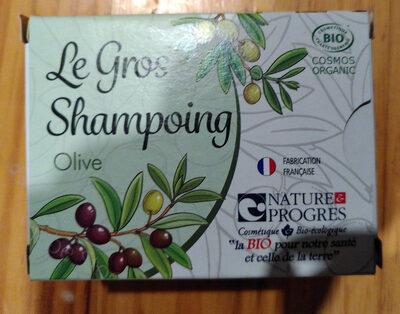 Le Gros
Shampoing
Olive
BIO
COSMOS
ORGANIC
FABRICATION
FRANÇAISE
NATURE &
PROGRES
Cosmétique Bio-écologique
"la BIO pour notre santé
et celle de la terre"